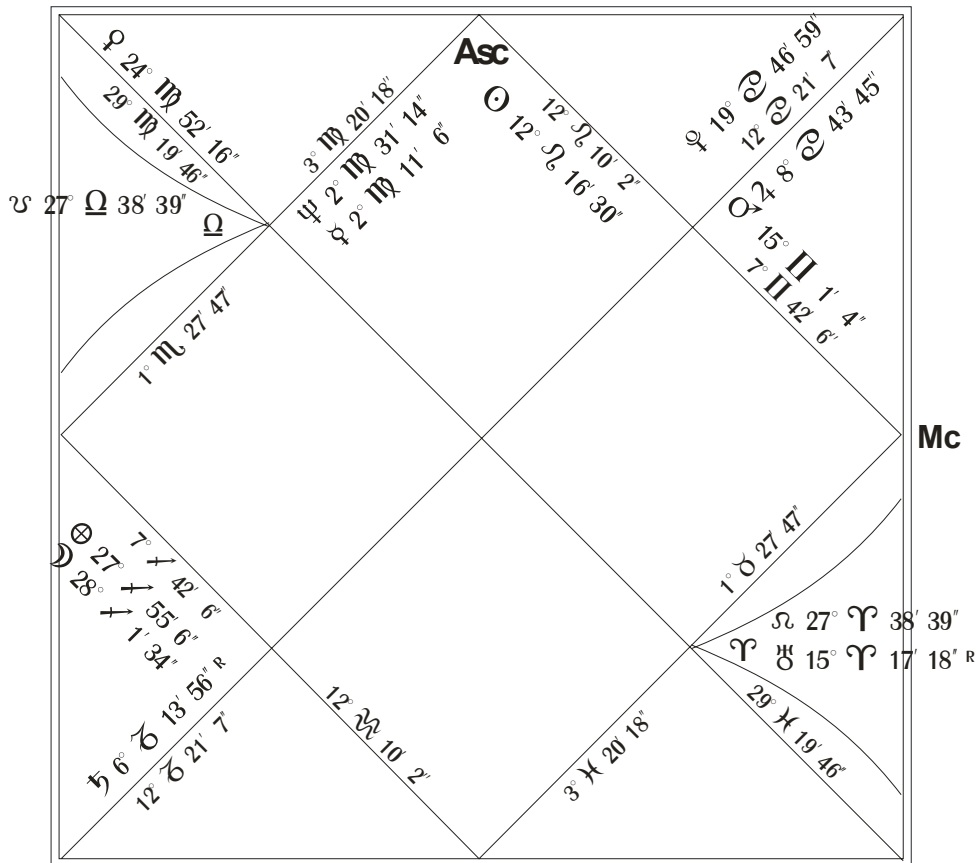 Asc
♀ 24° ♍ 52' 16"
29° ♍ 19' 46"
☋ 27° ♎ 38' 39"
♎
1° ♏ 27' 47"
3° ♍ 20' 18"
♆ 2° ♍ 31' 14"
☿ 2° ♍ 11' 6"
12° ♌ 10' 2"
☉ 12° ♌ 16' 30"
♇ 19° ♋ 46' 59"
12° ♋ 21' 7"
♃ 8° ♋ 43' 45"
♂ 15° ♊ 1' 4"
7° ♊ 42' 6"
Mc
1° ♉ 27' 47"
☊ 27° ♈ 38' 39"
♈
♅ 15° ♈ 17' 18" R
29° ♓ 19' 46"
3° ♓ 20' 18"
12° ♒ 10' 2"
7° ♐ 42' 6"
⊗ 27° ♐ 55' 6"
☽ 28° ♐ 1' 34"
♄ 6° ♑ 13' 56" R
12° ♑ 21' 7"